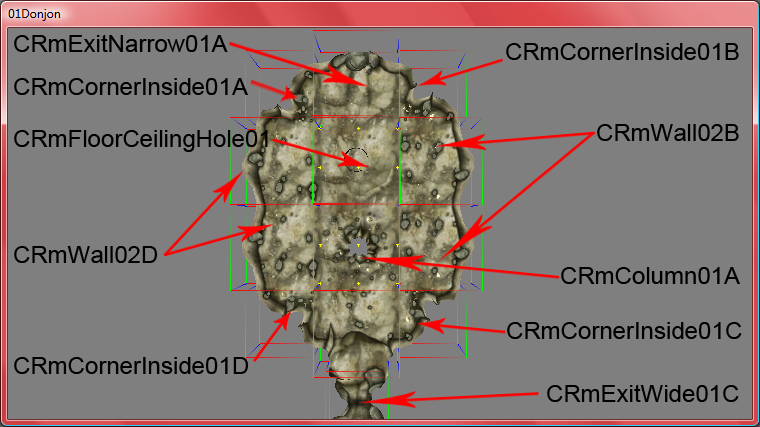 01Donjon
CRmExitNarrow01A
CRmCornerInside01B
CRmCornerInside01A
CRmFloorCeilingHole01
CRmWall02B
CRmWall02D
CRmColumn01A
CRmCornerInside01C
CRmCornerInside01D
CRmExitWide01C